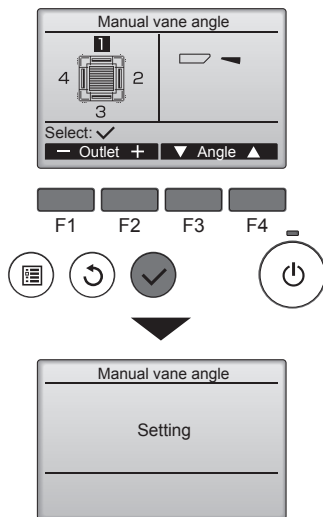 Manual vane angle
1
4 2
3
Select: ✓
− Outlet + ▼ Angle ▲
F1 F2 F3 F4
Manual vane angle
Setting